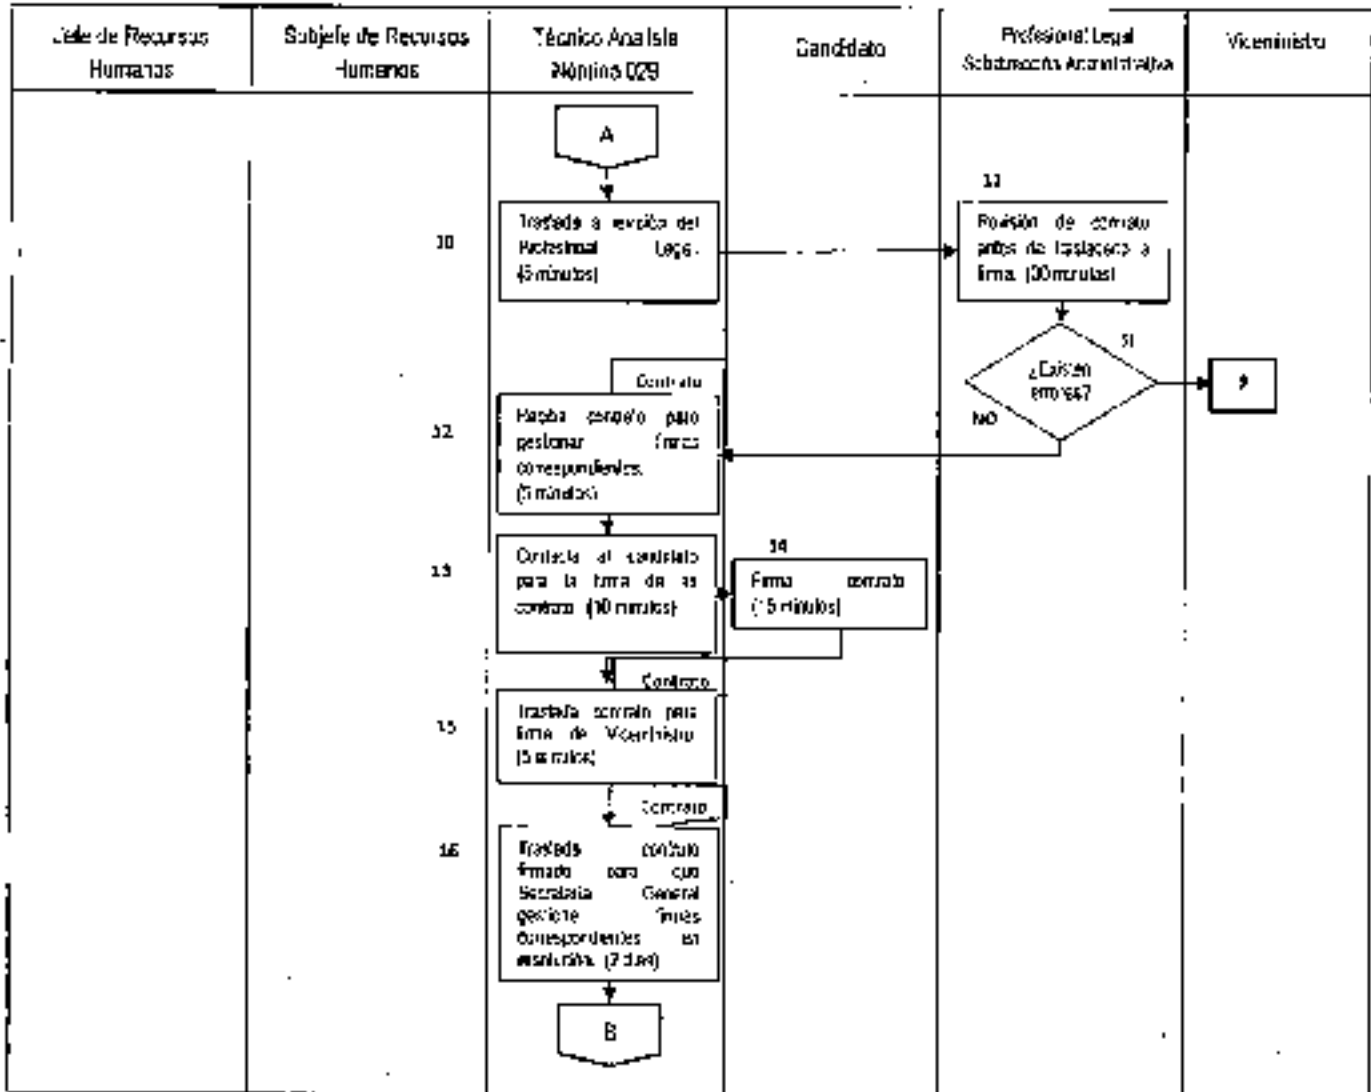 Jefe de Recursos
Humanos
Subjefe de Recursos
Humanos
Técnico Analista
Nómina 029
Candidato
Profesional Legal
Subdirección Administrativa
Viceministro
A
10
Traslada a revisión del
Profesional Legal.
(5 minutos)
11
Revisión de contrato
antes de trasladarlo a
firma. (30 minutos)
¿Existen
errores?
SI
9
NO
Contrato
12
Recibe contrato para
gestionar firmas
correspondientes.
(5 minutos)
13
Contacta al candidato
para la firma de
contrato. (10 minutos)
14
Firma contrato
(15 minutos)
Contrato
15
Traslada contrato para
firma de Viceministro.
(5 minutos)
Contrato
16
Traslada contrato
firmado para que
Secretaria General
gestione firmas
correspondientes en
resolución. (2 días)
B